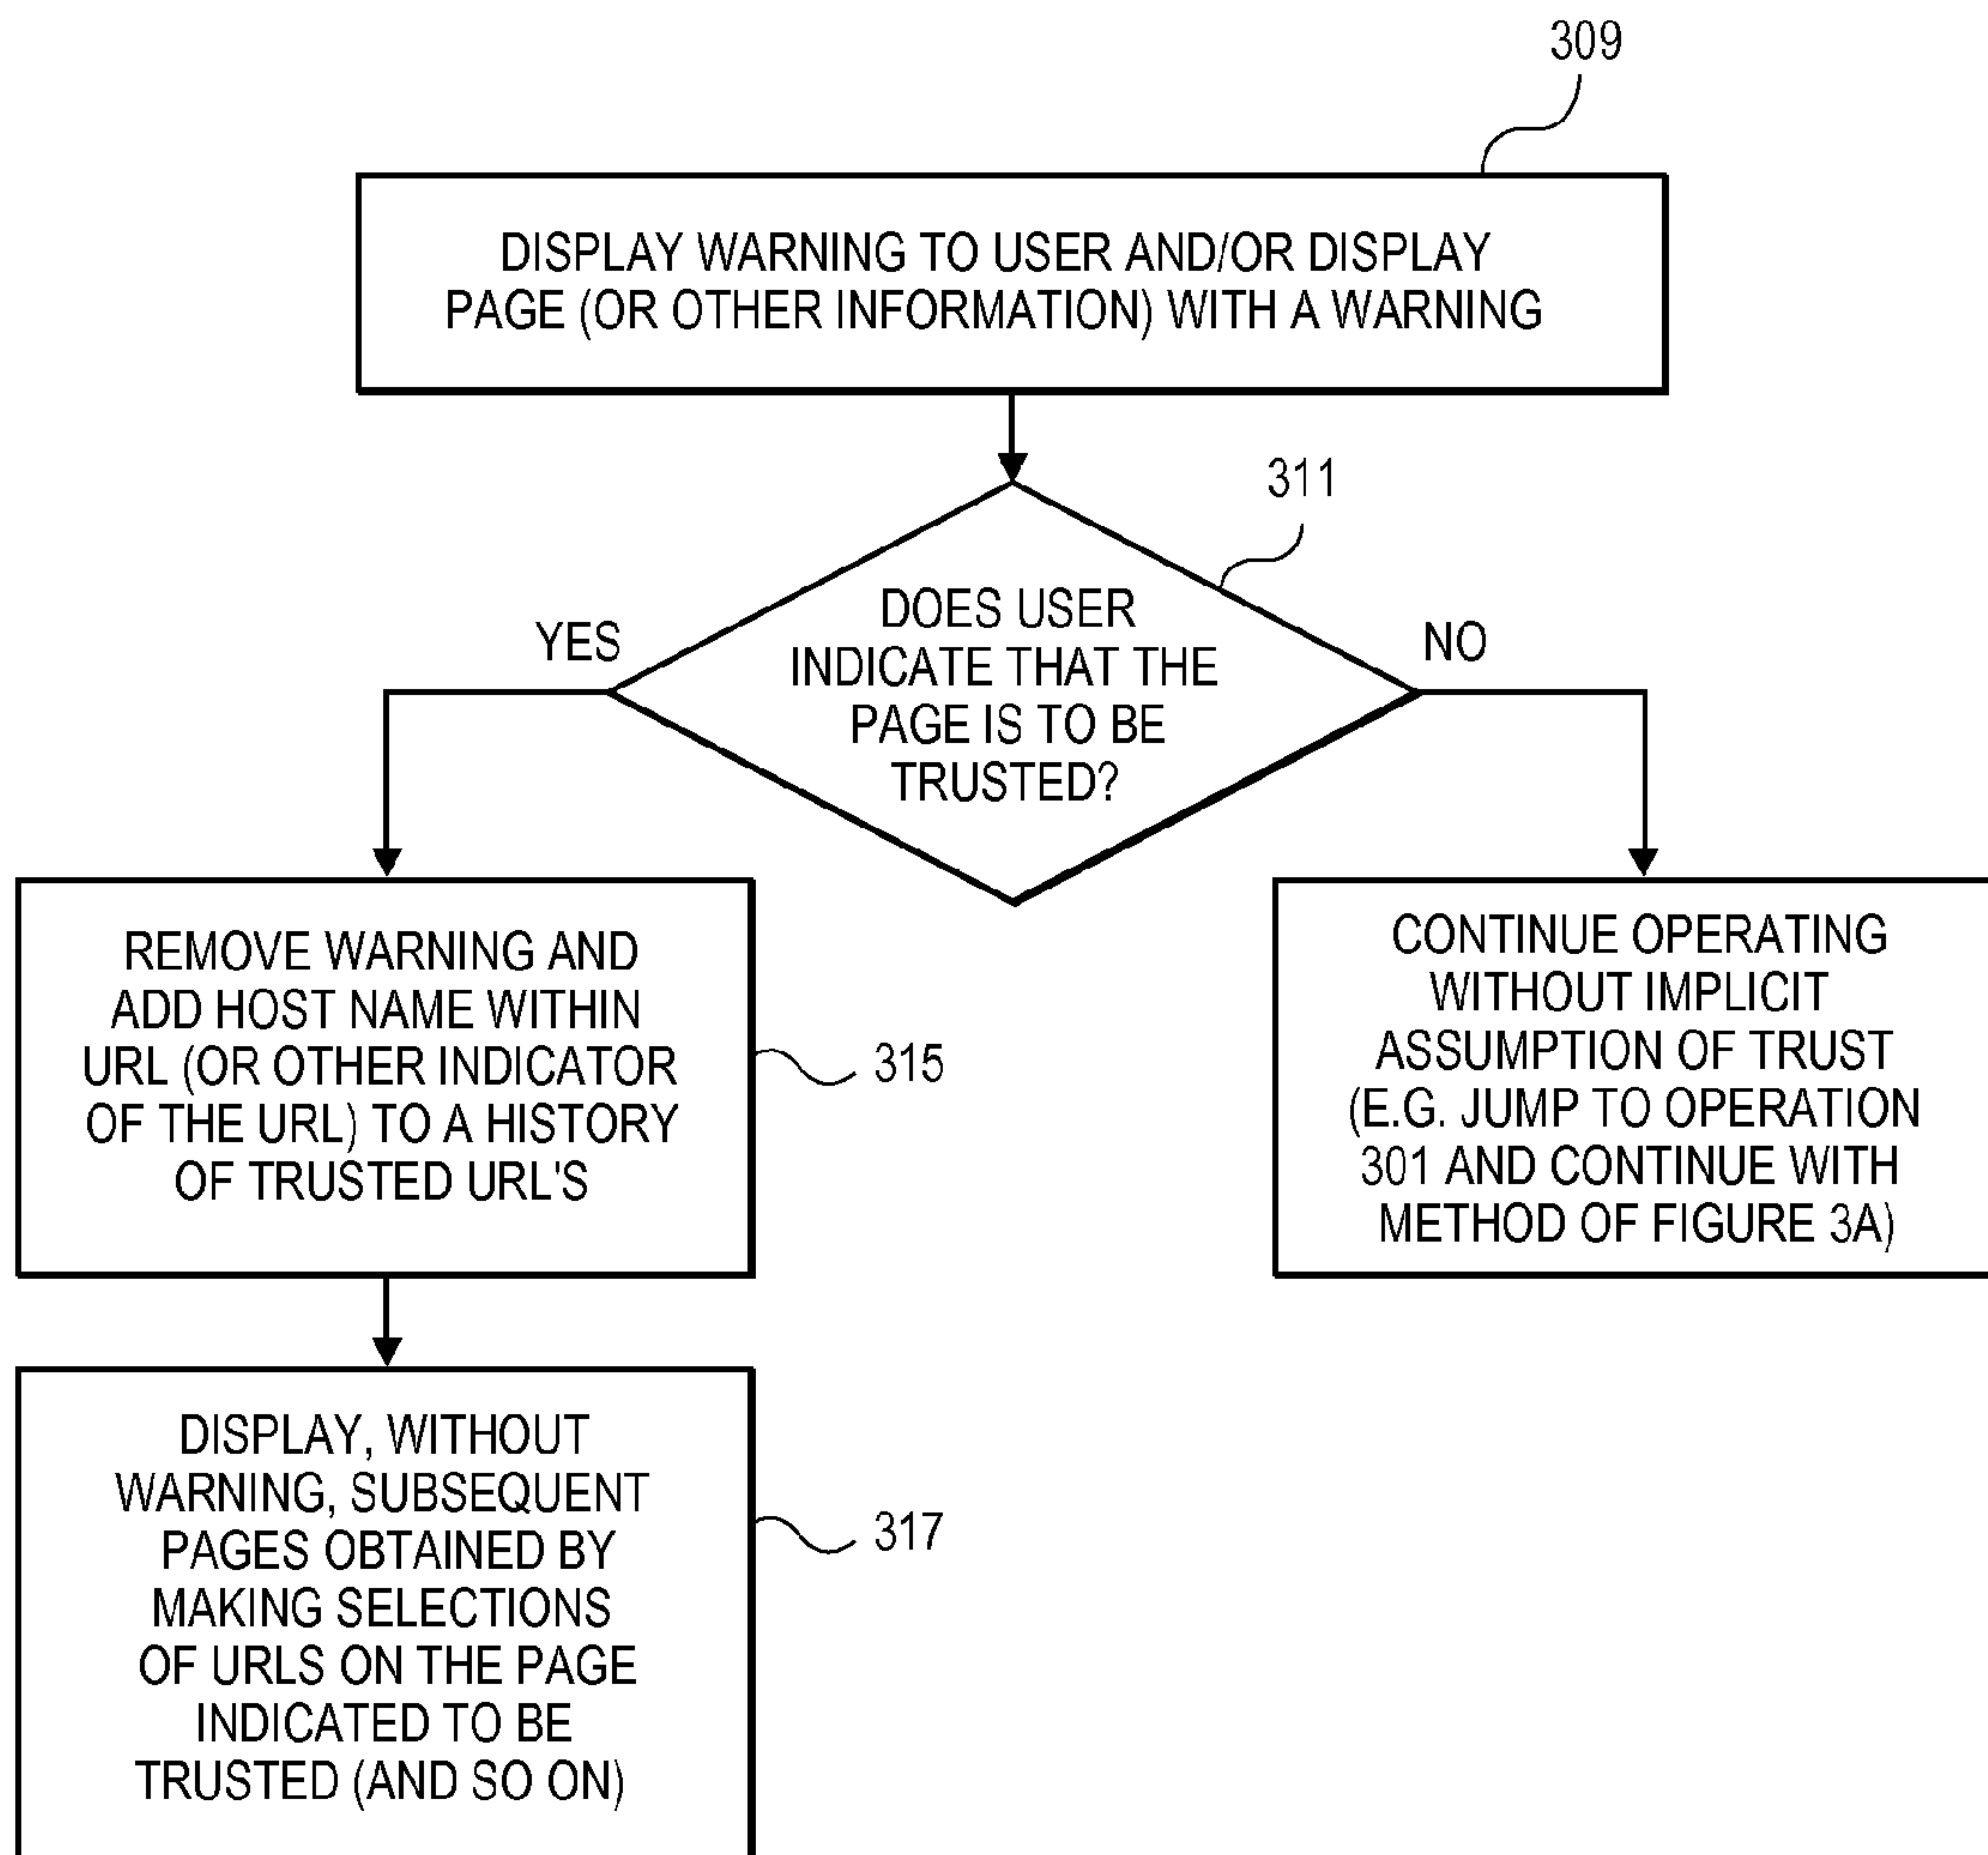 309
DISPLAY WARNING TO USER AND/OR DISPLAY
PAGE (OR OTHER INFORMATION) WITH A WARNING
311
DOES USER
INDICATE THAT THE
PAGE IS TO BE
TRUSTED?
YES
NO
REMOVE WARNING AND
ADD HOST NAME WITHIN
URL (OR OTHER INDICATOR
OF THE URL) TO A HISTORY
OF TRUSTED URL'S
315
CONTINUE OPERATING
WITHOUT IMPLICIT
ASSUMPTION OF TRUST
(E.G. JUMP TO OPERATION
301 AND CONTINUE WITH
METHOD OF FIGURE 3A)
DISPLAY, WITHOUT
WARNING, SUBSEQUENT
PAGES OBTAINED BY
MAKING SELECTIONS
OF URLS ON THE PAGE
INDICATED TO BE
TRUSTED (AND SO ON)
317